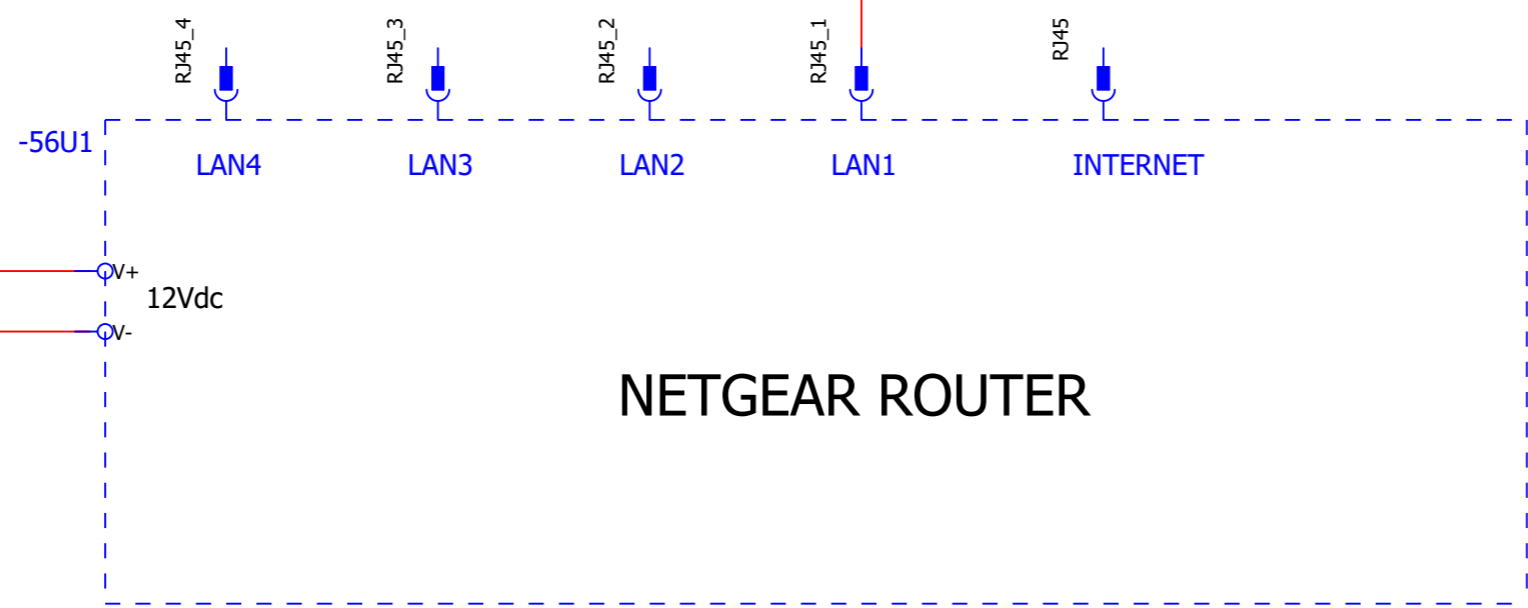 RJ45_4
RJ45_3
RJ45_2
RJ45_1
RJ45
-56U1
LAN4
LAN3
LAN2
LAN1
INTERNET
V+
12Vdc
V-
NETGEAR ROUTER